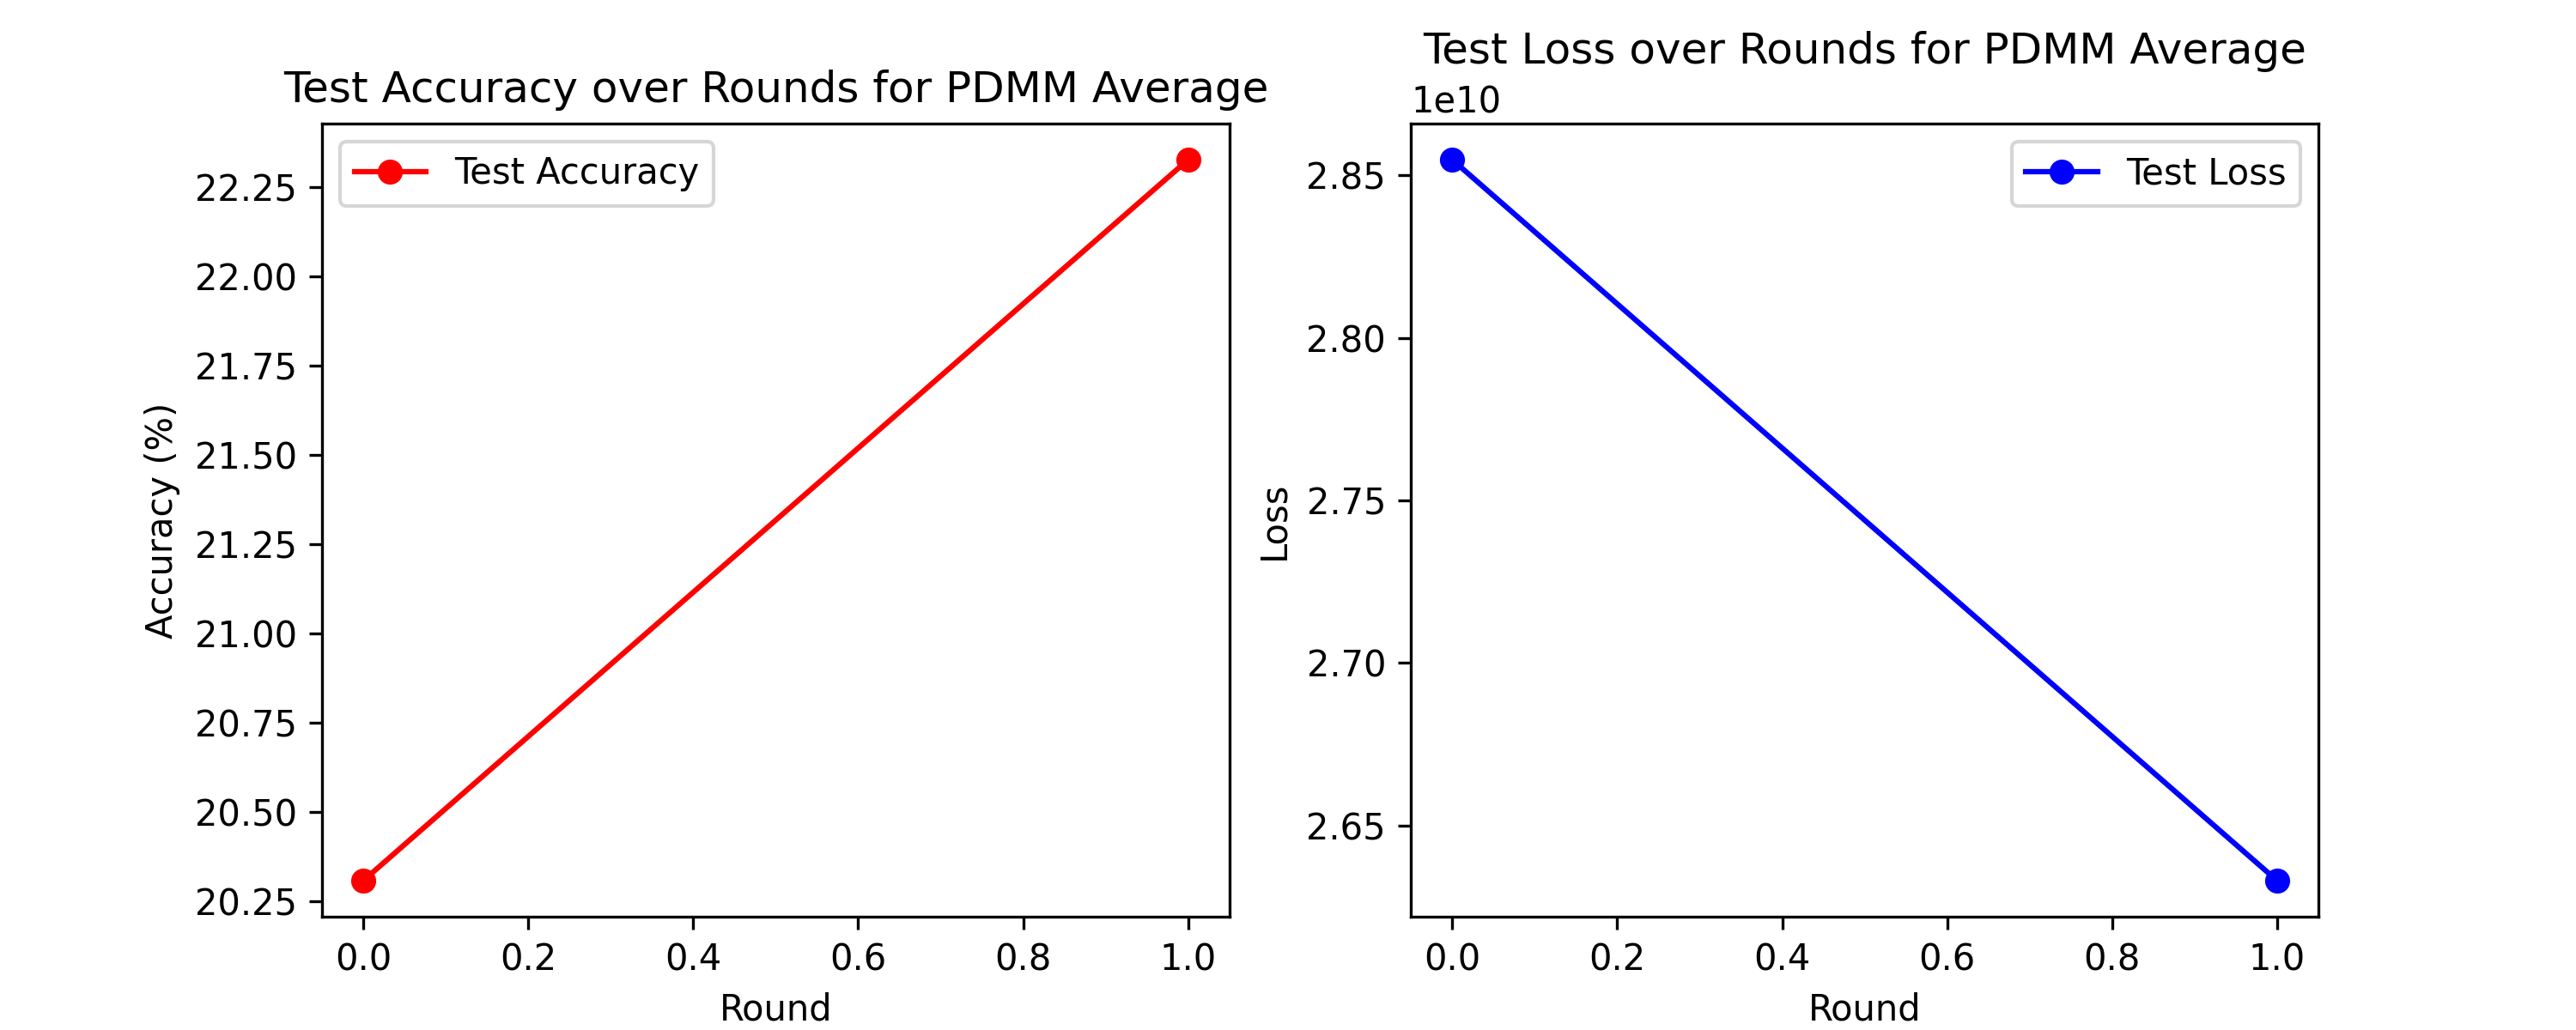 Test Accuracy over Rounds for PDMM Average
Test Accuracy
22.25
22.00
21.75
21.50
21.25
21.00
20.75
20.50
20.25
Accuracy (%)
0.0 0.2 0.4 0.6 0.8 1.0
Round
Test Loss over Rounds for PDMM Average
1e10
Test Loss
2.85
2.80
2.75
2.70
2.65
Loss
0.0 0.2 0.4 0.6 0.8 1.0
Round